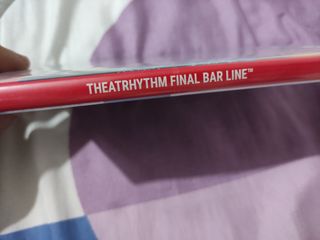 THEATRHYTHM FINAL BAR LINE™